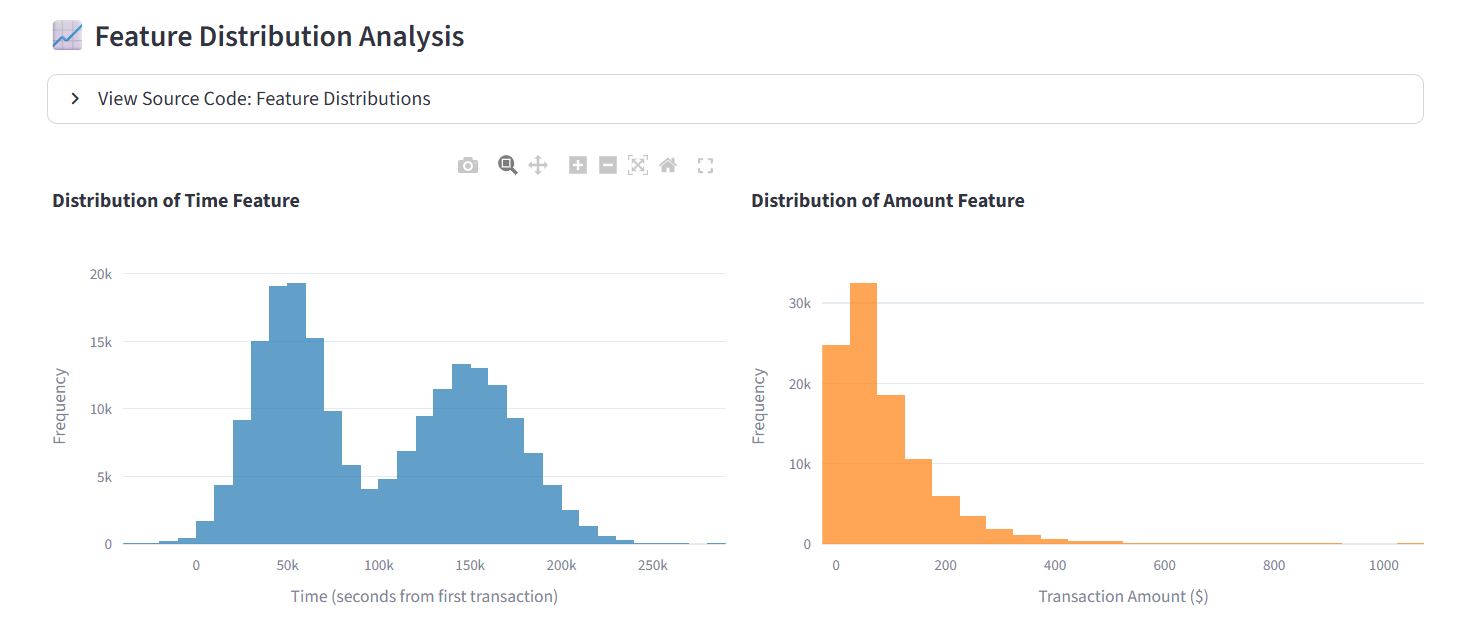 Feature Distribution Analysis
View Source Code: Feature Distributions
Distribution of Time Feature
20k
15k
10k
5k
0
Frequency
0 50k 100k 150k 200k 250k
Time (seconds from first transaction)
Distribution of Amount Feature
30k
20k
10k
0
Frequency
0 200 400 600 800 1000
Transaction Amount ($)